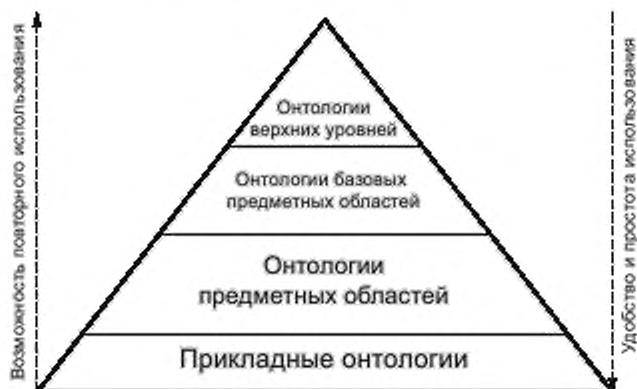 Возможность повторного использования
Онтологии
верхних уровней
Онтологии базовых
предметных областей
Онтологии
предметных областей
Прикладные онтологии
Удобство и простота использования